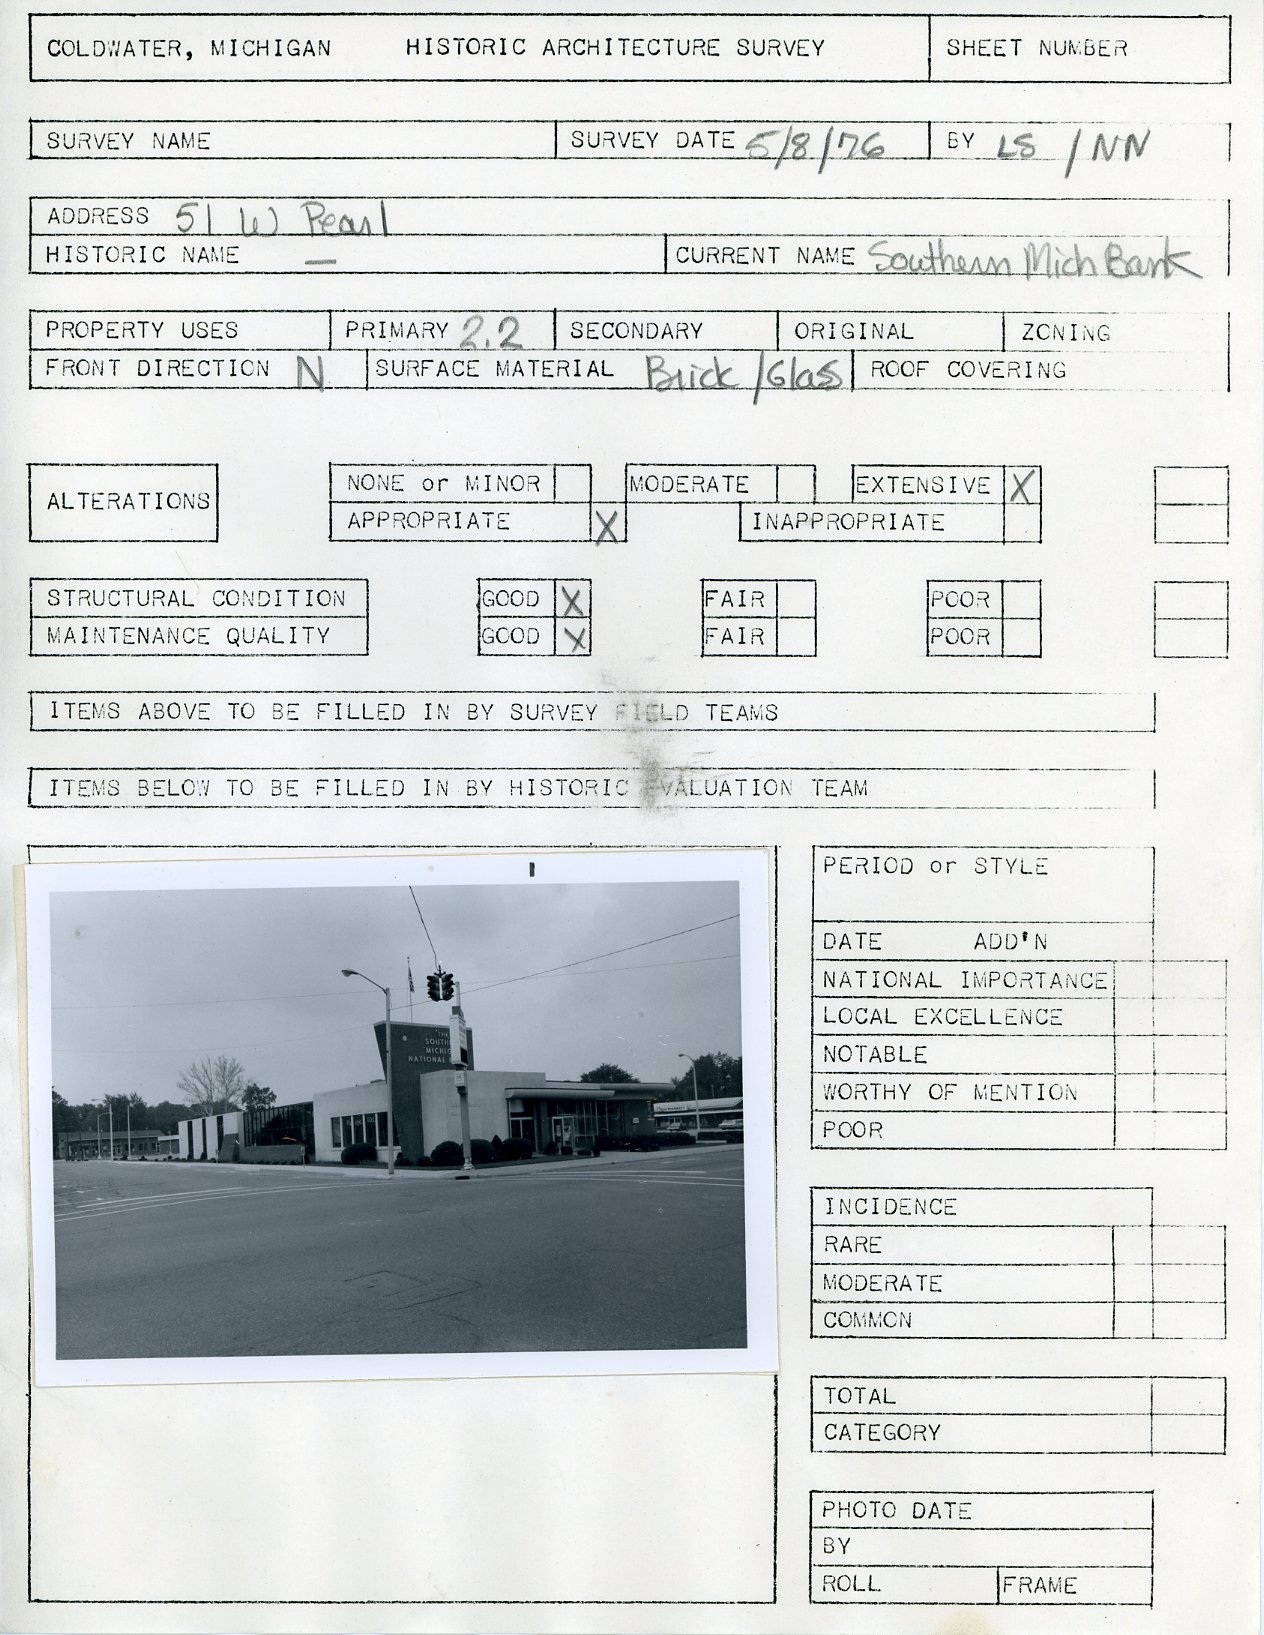 COLDWATER, MICHIGAN HISTORIC ARCHITECTURE SURVEY SHEET NUMBER
SURVEY NAME SURVEY DATE 5/8/76 BY LS / NN
ADDRESS 51 W Pearl
HISTORIC NAME — CURRENT NAME Southern Mich Bank
PROPERTY USES PRIMARY 2.2 SECONDARY ORIGINAL ZONING
FRONT DIRECTION N SURFACE MATERIAL Brick/Glass ROOF COVERING
ALTERATIONS
NONE or MINOR MODERATE EXTENSIVE X
APPROPRIATE X INAPPROPRIATE
STRUCTURAL CONDITION GOOD X FAIR POOR
MAINTENANCE QUALITY GOOD X FAIR POOR
ITEMS ABOVE TO BE FILLED IN BY SURVEY FIELD TEAMS
ITEMS BELOW TO BE FILLED IN BY HISTORIC EVALUATION TEAM
THE
SOUTH
MICHIG
NATIONAL
PERIOD or STYLE
DATE ADD'N
NATIONAL IMPORTANCE
LOCAL EXCELLENCE
NOTABLE
WORTHY OF MENTION
POOR
INCIDENCE
RARE
MODERATE
COMMON
TOTAL
CATEGORY
PHOTO DATE
BY
ROLL FRAME